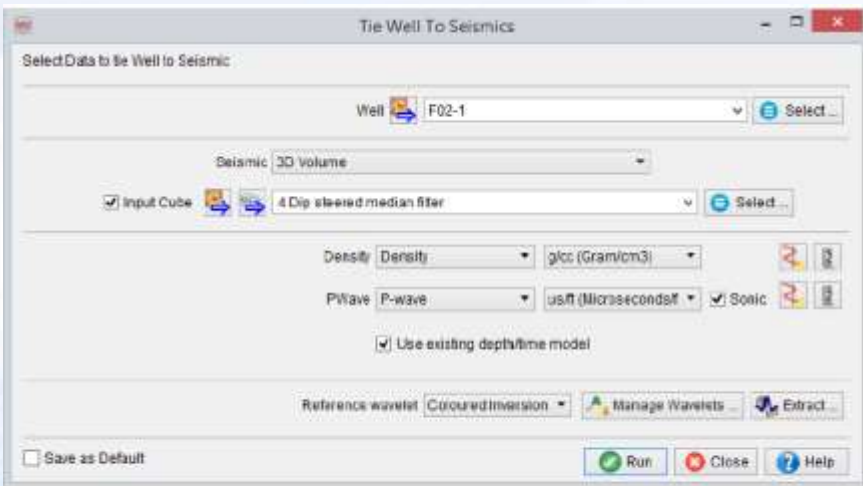 Tie Well To Seismics
Select Data to tie Well to Seismic
Well F02-1 Select ...
Seismic 3D Volume
Input Cube 4 Dip steered median filter Select ...
Density Density g/cc (Gram/cm3)
PWave P-wave us/ft (Microseconds/f Sonic
Use existing depth/time model
Reference wavelet Coloured Inversion Manage Wavelets ... Extract ...
Save as Default Run Close Help